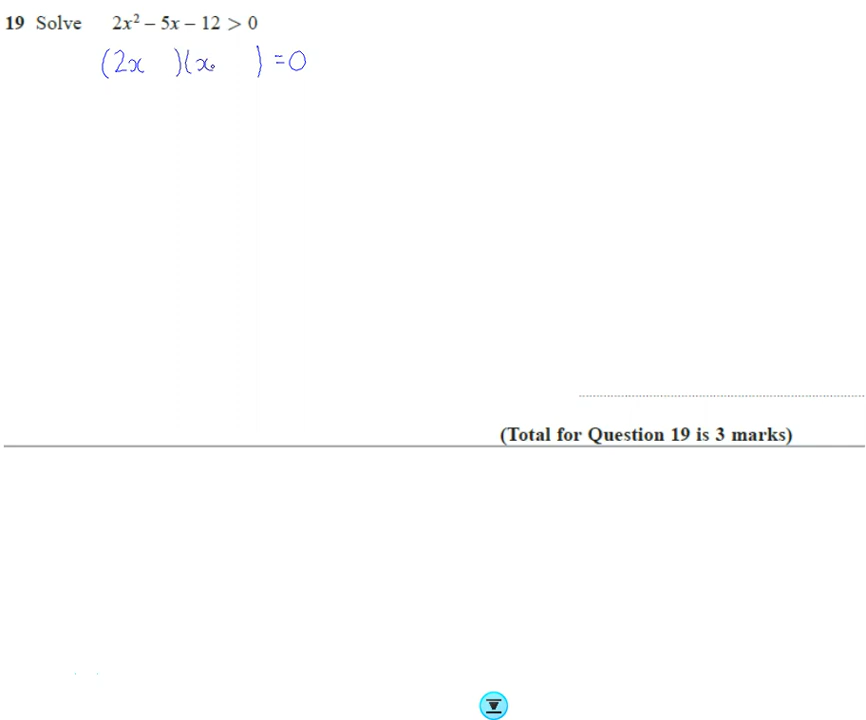 19 Solve 2x² – 5x – 12 > 0
(2x )(x ) = 0
(Total for Question 19 is 3 marks)